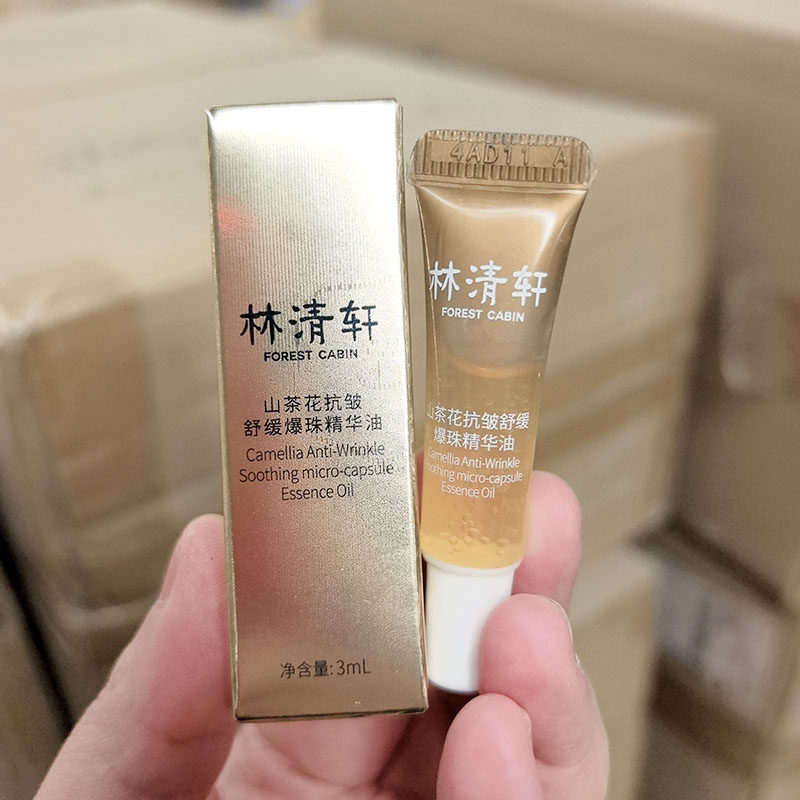 林清轩
FOREST CABIN
山茶花抗皱
舒缓爆珠精华油
Camellia Anti-Wrinkle
Soothing micro-capsule
Essence Oil
净含量:3mL
4AD11 A
林清轩
FOREST CABIN
山茶花抗皱舒缓
爆珠精华油
Camellia Anti-Wrinkle
Soothing micro-capsule
Essence Oil